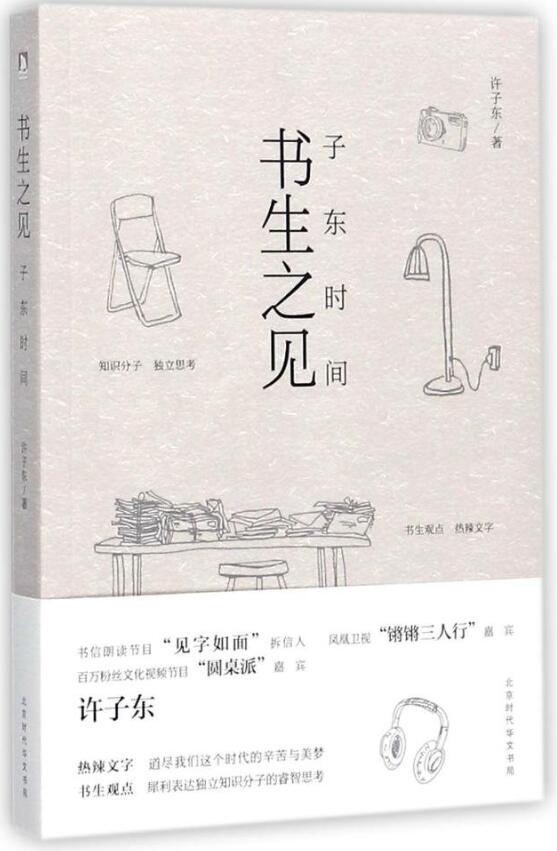 书生之见
子东时间
许子东/著
北京时代华文书局
许子东/著
书生之见
子东时间
知识分子 独立思考
书生观点 热辣文字
书信朗读节目“见字如面”拆信人 凤凰卫视“锵锵三人行”嘉宾
百万粉丝文化视频节目“圆桌派”嘉宾
许子东
热辣文字 道尽我们这个时代的辛苦与美梦
书生观点 犀利表达独立知识分子的睿智思考
北京时代华文书局